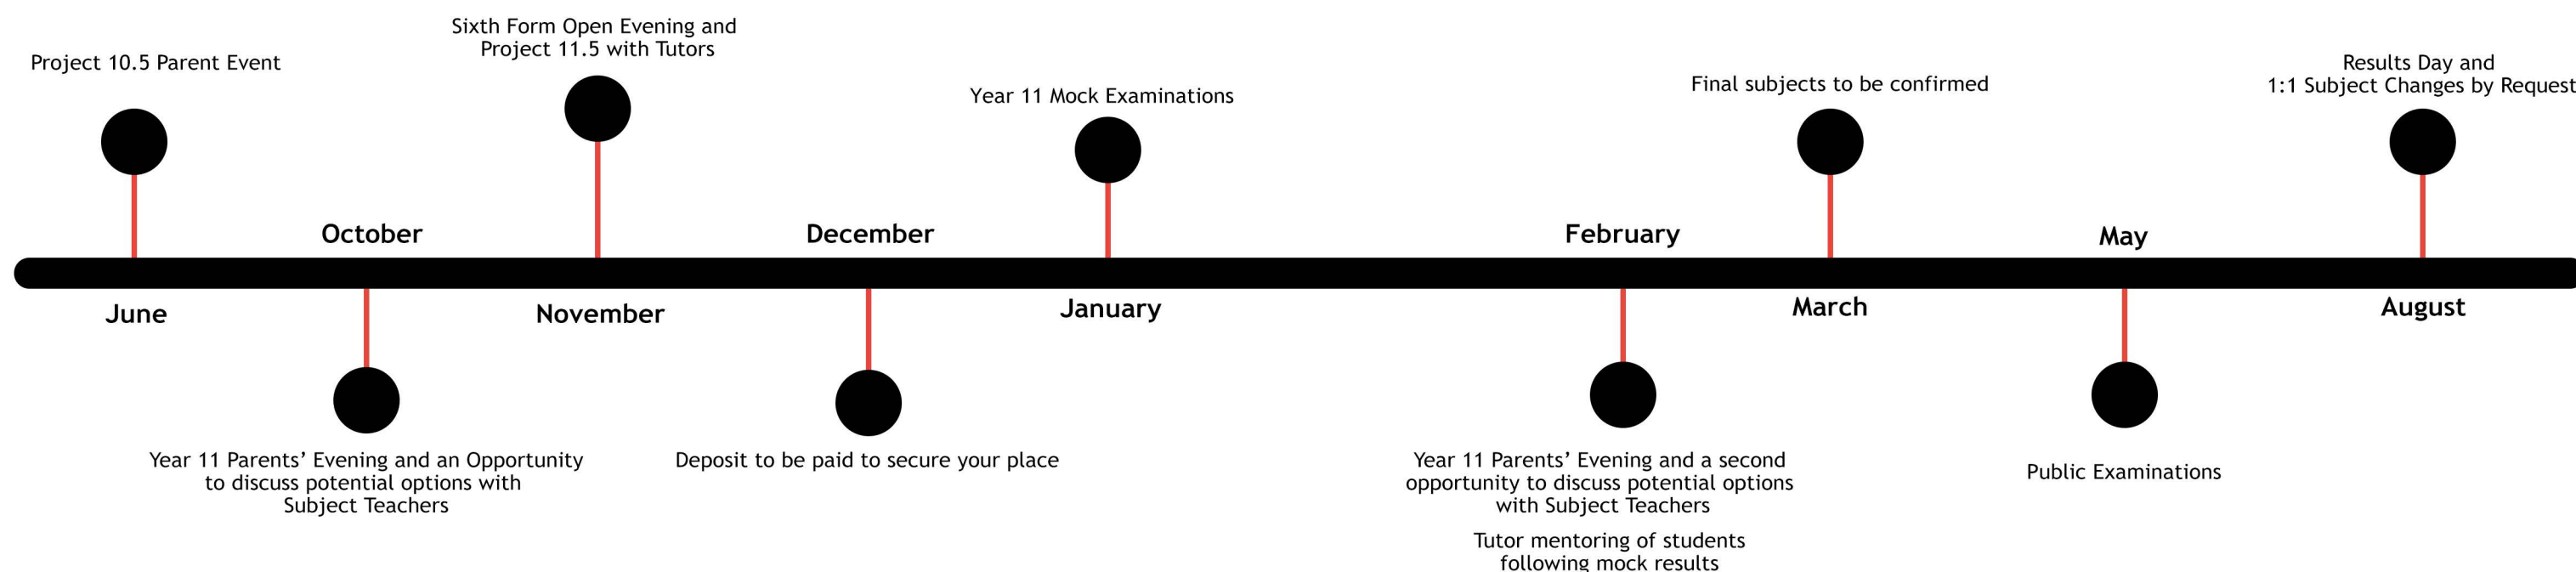 Project 10.5 Parent Event
June
October
Year 11 Parents’ Evening and an Opportunity
to discuss potential options with
Subject Teachers
Sixth Form Open Evening and
Project 11.5 with Tutors
November
December
Deposit to be paid to secure your place
Year 11 Mock Examinations
January
February
Year 11 Parents’ Evening and a second
opportunity to discuss potential options
with Subject Teachers
Tutor mentoring of students
following mock results
Final subjects to be confirmed
March
May
Public Examinations
Results Day and
1:1 Subject Changes by Request
August